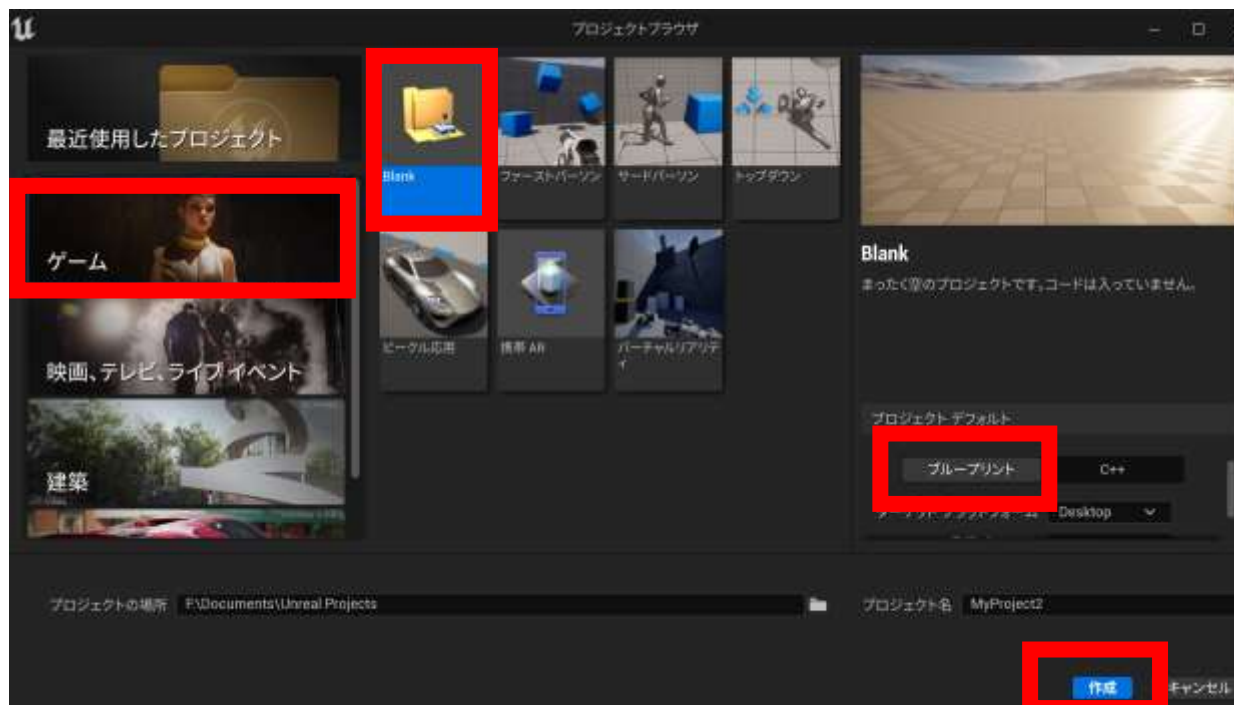 プロジェクトブラウザ
最近使用したプロジェクト
ゲーム
映画、テレビ、ライブ イベント
建築
Blank
ファーストパーソン
サードパーソン
トップダウン
ビークル応用
携帯 AR
バーチャルリアリテ
ィ
Blank
まったく空のプロジェクトです。コードは入っていません。
プロジェクト デフォルト
ブループリント
C++
Desktop
プロジェクトの場所
F:\Documents\Unreal Projects
プロジェクト名
MyProject2
作成
キャンセル